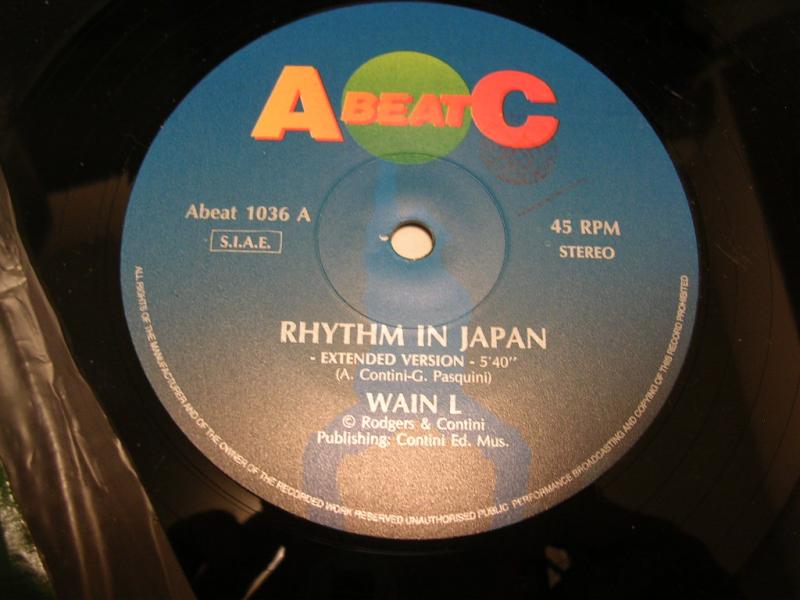 A BEAT C
Abeat 1036 A
S.I.A.E.
45 RPM
STEREO
RHYTHM IN JAPAN
- EXTENDED VERSION - 5'40"
(A. Contini-G. Pasquini)
WAIN L
© Rodgers & Contini
Publishing: Contini Ed. Mus.
ALL RIGHTS OF THE MANUFACTURER AND OF THE OWNER OF THE RECORDED WORK RESERVED UNAUTHORISED PUBLIC PERFORMANCE BROADCASTING AND COPYING OF THIS RECORD PROHIBITED